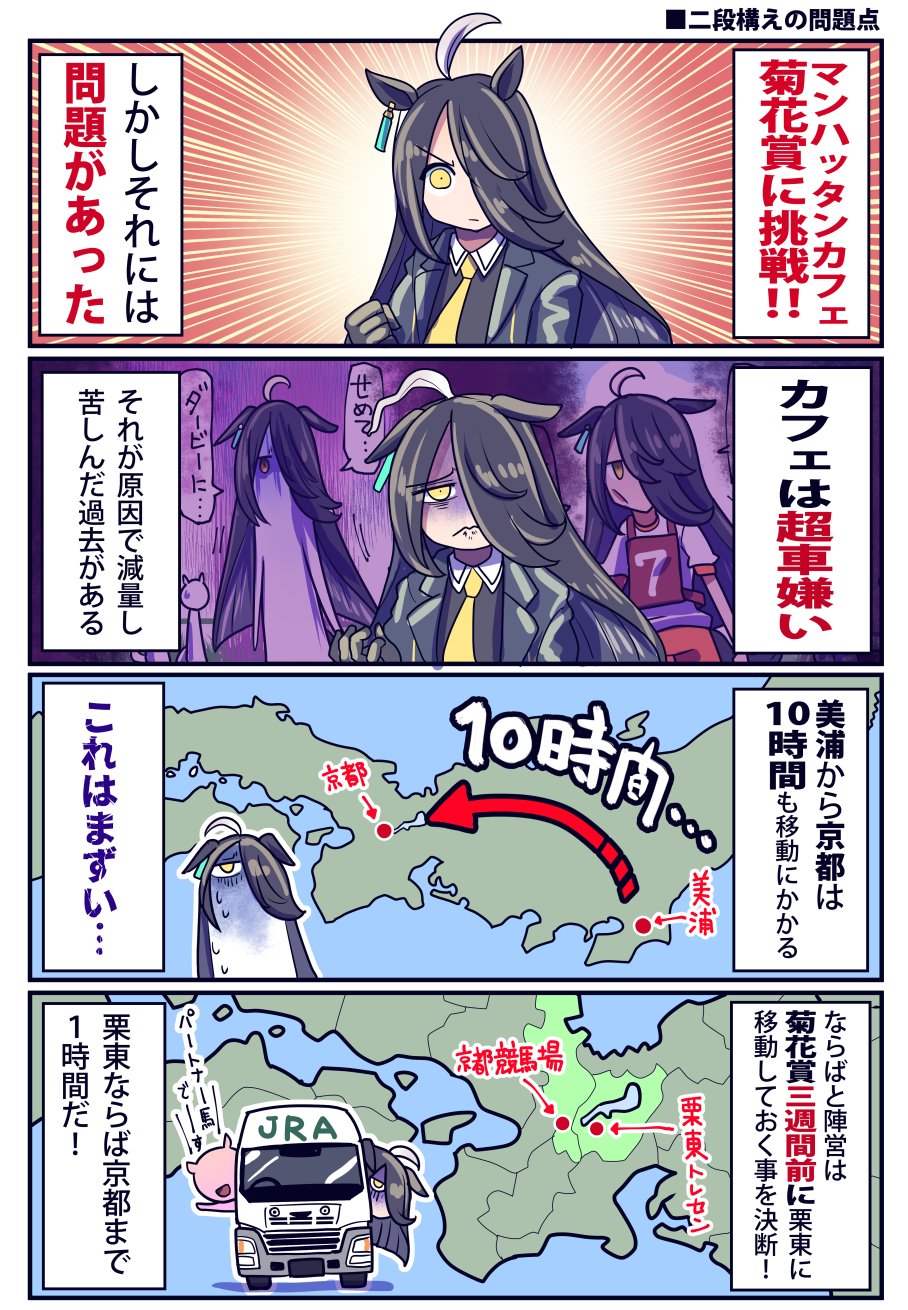 ■二段構えの問題点
マンハッタンカフェ
菊花賞に挑戦!!
しかしそれには
問題があった
カフェは超車嫌い
せめて…
ダービーに…
7
それが原因で減量し
苦しんだ過去がある
美浦から京都は
10時間も移動にかかる
10時間…
京都
美浦
これはまずい…
ならばと陣営は
菊花賞三週間前に栗東に
移動しておく事を決断!
京都競馬場
栗東トレセン
パートナー馬
でーーす
JRA
栗東ならば京都まで
1時間だ!